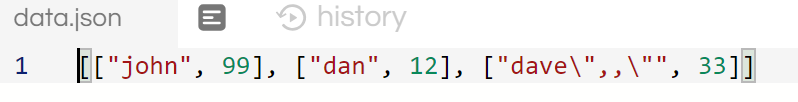 data.json history
1 [["john", 99], ["dan", 12], ["dave\",,\"", 33]]